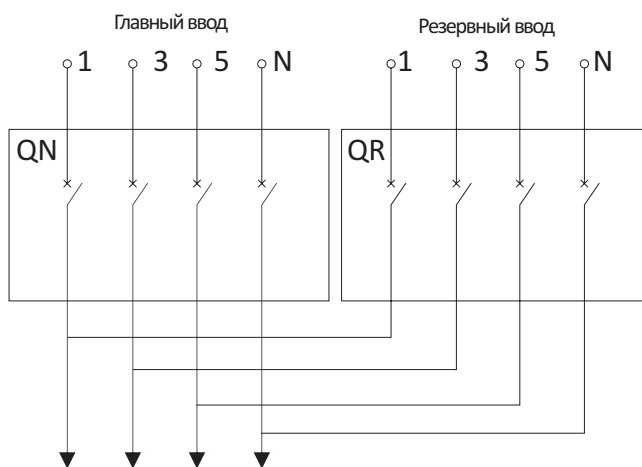 Главный ввод
Резервный ввод
1 3 5 N
1 3 5 N
QN
QR